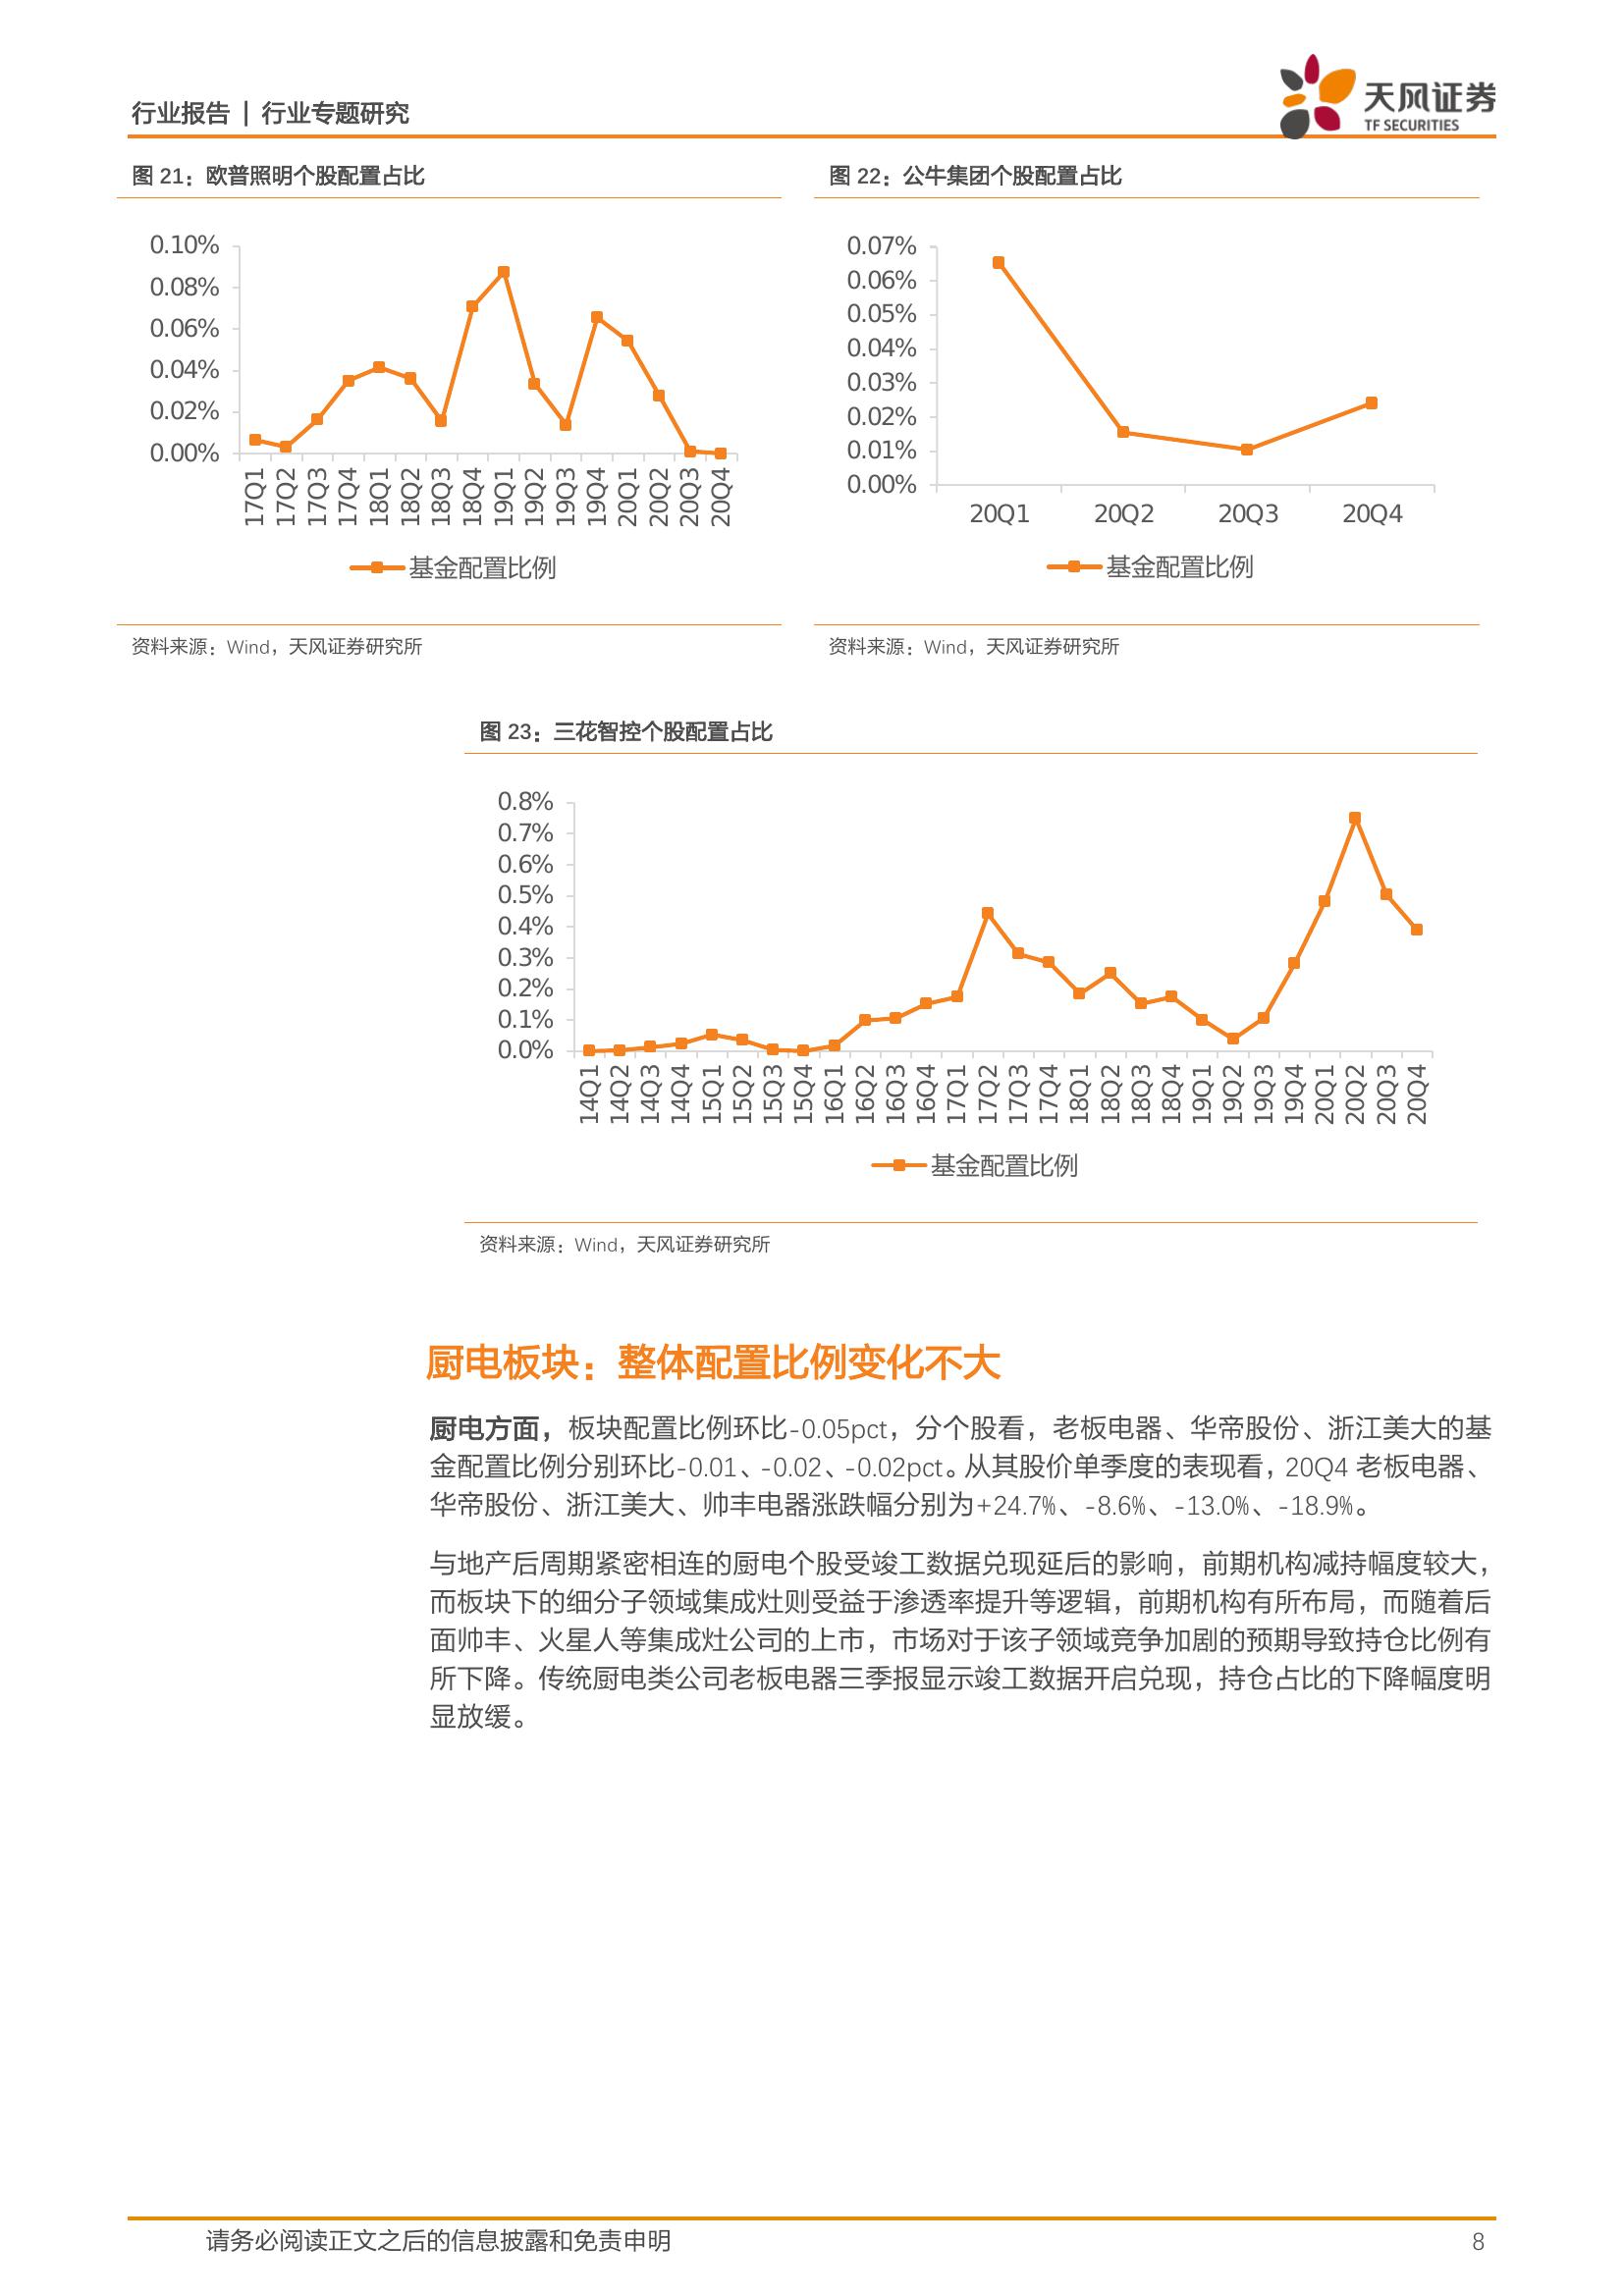 行业报告 | 行业专题研究
天风证券
TF SECURITIES
图 21：欧普照明个股配置占比
0.10%
0.08%
0.06%
0.04%
0.02%
0.00%
17Q1 17Q2 17Q3 17Q4 18Q1 18Q2 18Q3 18Q4 19Q1 19Q2 19Q3 19Q4 20Q1 20Q2 20Q3 20Q4
基金配置比例
资料来源：Wind，天风证券研究所
图 22：公牛集团个股配置占比
0.07%
0.06%
0.05%
0.04%
0.03%
0.02%
0.01%
0.00%
20Q1 20Q2 20Q3 20Q4
基金配置比例
资料来源：Wind，天风证券研究所
图 23：三花智控个股配置占比
0.8%
0.7%
0.6%
0.5%
0.4%
0.3%
0.2%
0.1%
0.0%
14Q1 14Q2 14Q3 14Q4 15Q1 15Q2 15Q3 15Q4 16Q1 16Q2 16Q3 16Q4 17Q1 17Q2 17Q3 17Q4 18Q1 18Q2 18Q3 18Q4 19Q1 19Q2 19Q3 19Q4 20Q1 20Q2 20Q3 20Q4
基金配置比例
资料来源：Wind，天风证券研究所
厨电板块：整体配置比例变化不大
厨电方面，板块配置比例环比-0.05pct，分个股看，老板电器、华帝股份、浙江美大的基
金配置比例分别环比-0.01、-0.02、-0.02pct。从其股价单季度的表现看，20Q4 老板电器、
华帝股份、浙江美大、帅丰电器涨跌幅分别为+24.7%、-8.6%、-13.0%、-18.9%。
与地产后周期紧密相连的厨电个股受竣工数据兑现延后的影响，前期机构减持幅度较大，
而板块下的细分子领域集成灶则受益于渗透率提升等逻辑，前期机构有所布局，而随着后
面帅丰、火星人等集成灶公司的上市，市场对于该子领域竞争加剧的预期导致持仓比例有
所下降。传统厨电类公司老板电器三季报显示竣工数据开启兑现，持仓占比的下降幅度明
显放缓。
请务必阅读正文之后的信息披露和免责申明
8